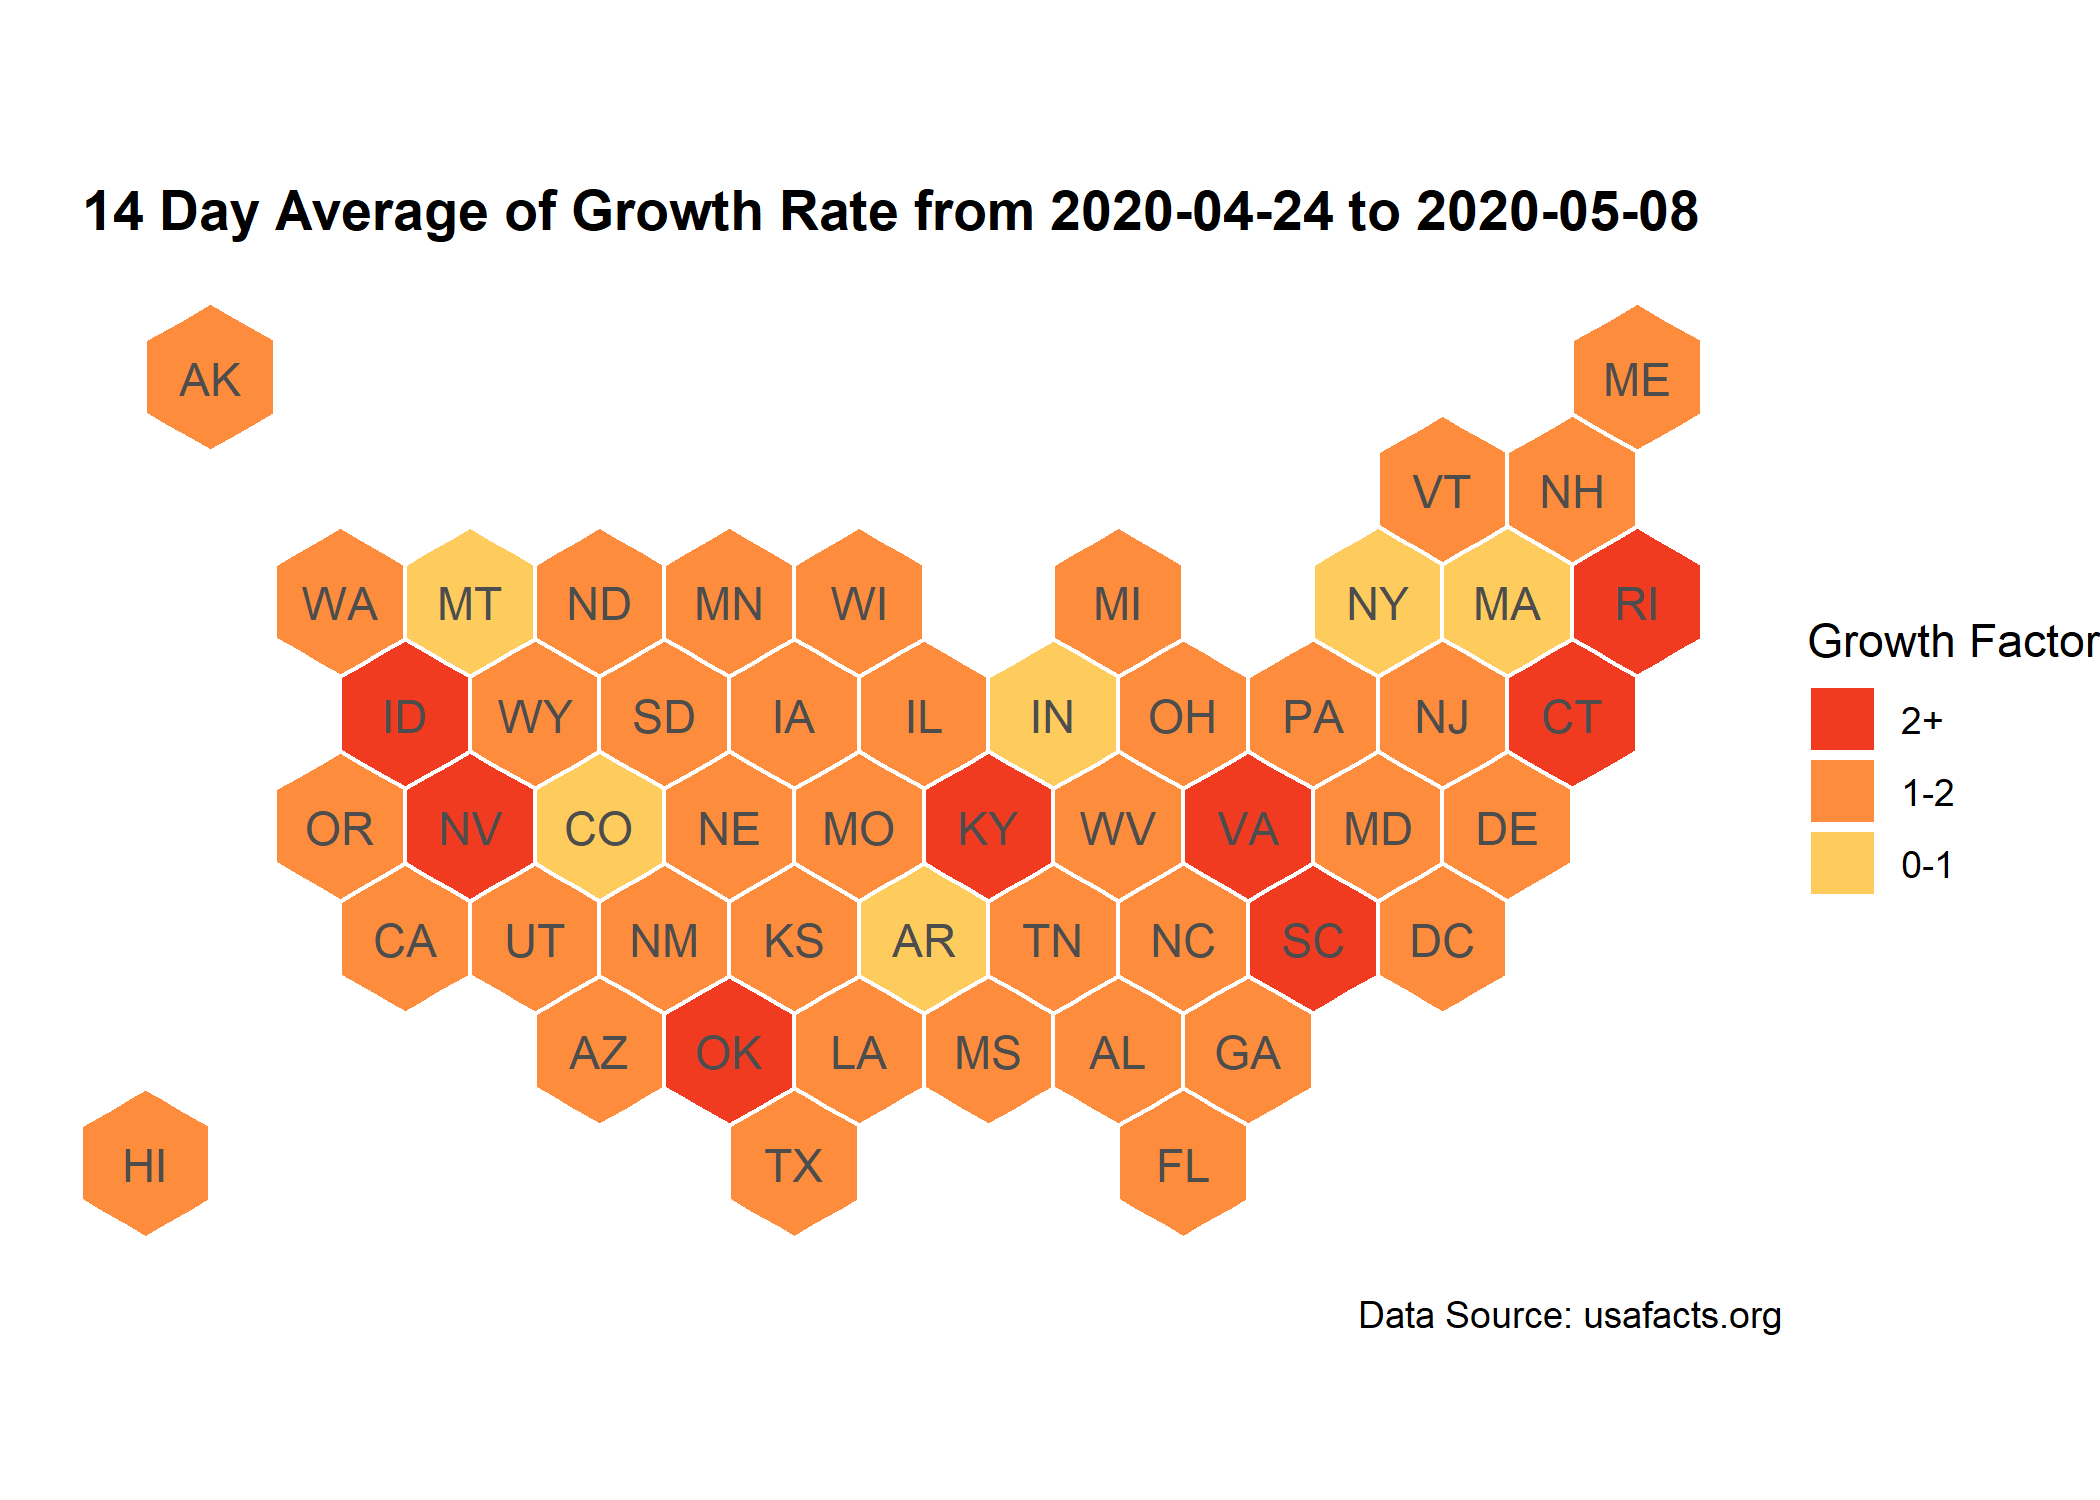 14 Day Average of Growth Rate from 2020-04-24 to 2020-05-08
AK
ME
VT NH
WA MT ND MN WI MI NY MA RI
Growth Factor
ID WY SD IA IL IN OH PA NJ CT
2+
1-2
OR NV CO NE MO KY WV VA MD DE
0-1
CA UT NM KS AR TN NC SC DC
AZ OK LA MS AL GA
HI TX FL
Data Source: usafacts.org